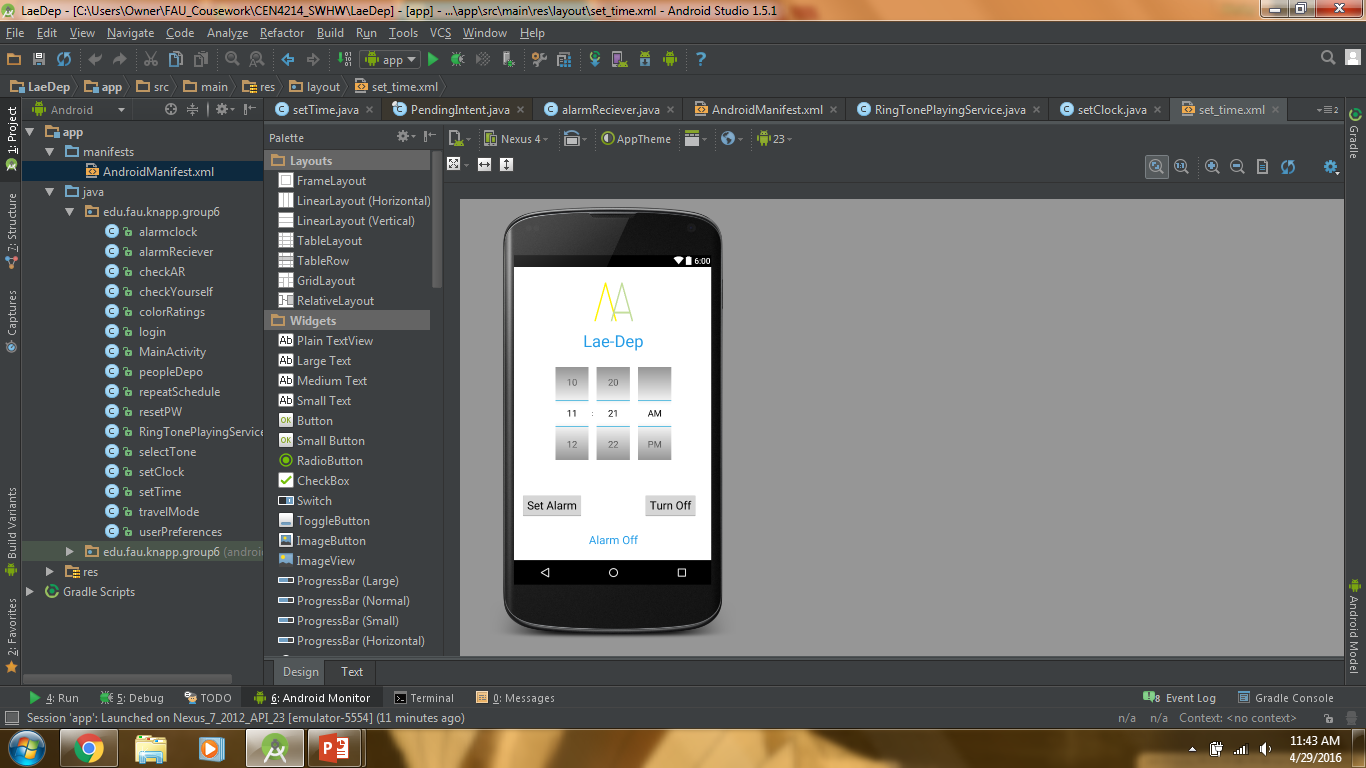 LaeDep - [C:\Users\Owner\FAU_Cousework\CEN4214_SWHW\LaeDep] - [app] - ...\app\src\main\res\layout\set_time.xml - Android Studio 1.5.1
File Edit View Navigate Code Analyze Refactor Build Run Tools VCS Window Help
app
LaeDep app src main res layout set_time.xml
Android
setTime.java PendingIntent.java alarmReciever.java AndroidManifest.xml RingTonePlayingService.java setClock.java set_time.xml
1: Project
7: Structure
Captures
Build Variants
2: Favorites
app
manifests
AndroidManifest.xml
java
edu.fau.knapp.group6
alarmclock
alarmReciever
checkAR
checkYourself
colorRatings
login
MainActivity
peopleDepo
repeatSchedule
resetPW
RingTonePlayingService
selectTone
setClock
setTime
travelMode
userPreferences
edu.fau.knapp.group6 (androi
res
Gradle Scripts
Palette
Layouts
FrameLayout
LinearLayout (Horizontal)
LinearLayout (Vertical)
TableLayout
TableRow
GridLayout
RelativeLayout
Widgets
Ab Plain TextView
Ab Large Text
Ab Medium Text
Ab Small Text
OK Button
OK Small Button
RadioButton
CheckBox
Switch
ToggleButton
ImageButton
ImageView
ProgressBar (Large)
ProgressBar (Normal)
ProgressBar (Small)
ProgressBar (Horizontal)
Nexus 4 AppTheme 23
1:1
6:00
Lae-Dep
10 20
11 : 21 AM
12 22 PM
Set Alarm Turn Off
Alarm Off
Gradle
Android Model
Design Text
4: Run 5: Debug TODO 6: Android Monitor Terminal 0: Messages 8 Event Log Gradle Console
Session 'app': Launched on Nexus_7_2012_API_23 [emulator-5554] (11 minutes ago) n/a n/a Context: <no context>
11:43 AM
4/29/2016